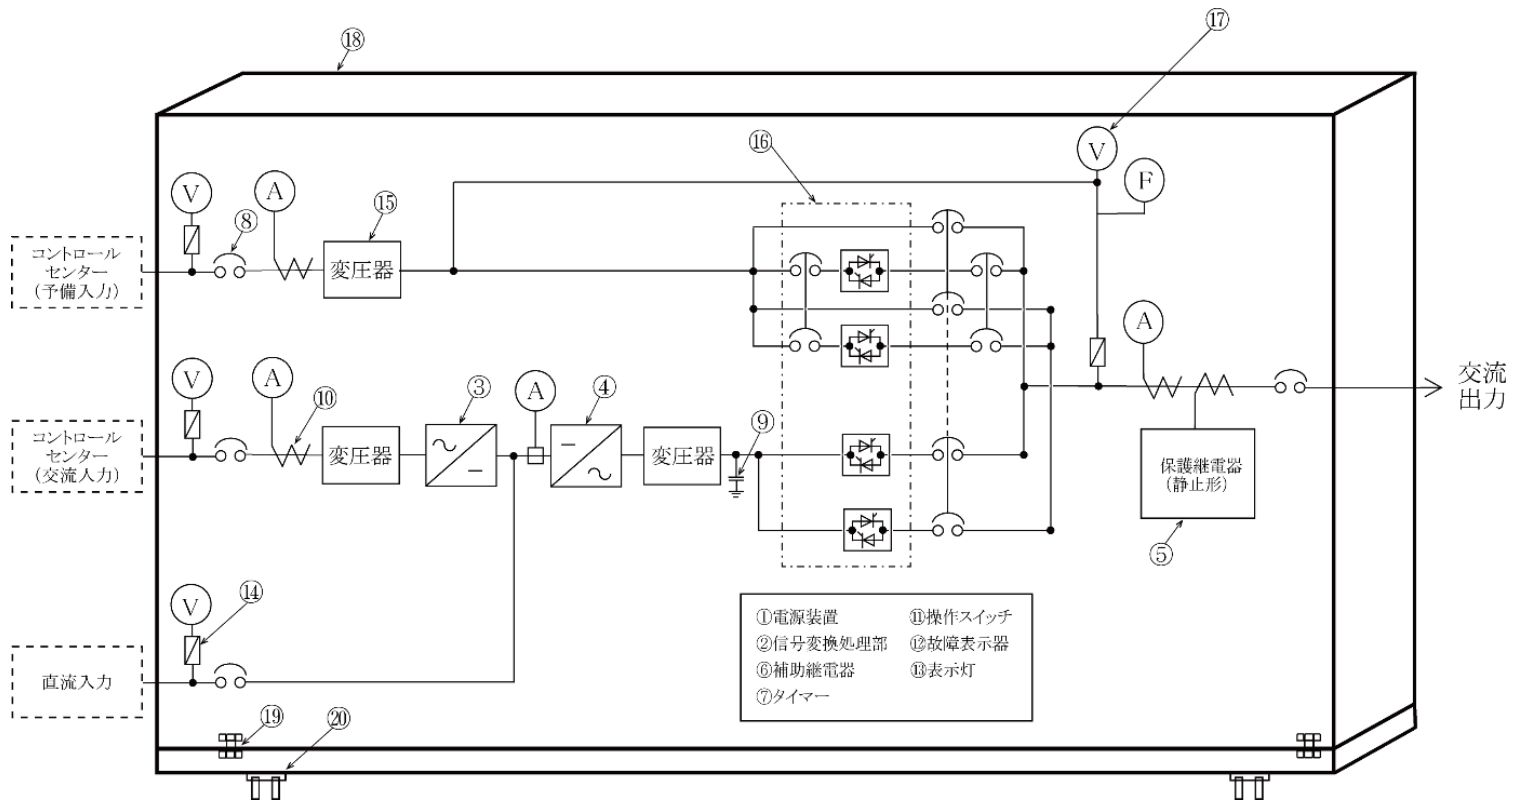 ⑱
⑰
⑯
V
F
V
A
⑧
⑮
コントロール
センター
(予備入力)
変圧器
A
V
A
⑩
③
A
④
⑨
コントロール
センター
(交流入力)
変圧器
変圧器
保護継電器
(静止形)
⑤
交流
出力
V
⑭
直流入力
①電源装置
②信号変換処理部
⑥補助継電器
⑦タイマー
⑪操作スイッチ
⑫故障表示器
⑬表示灯
⑲
⑳